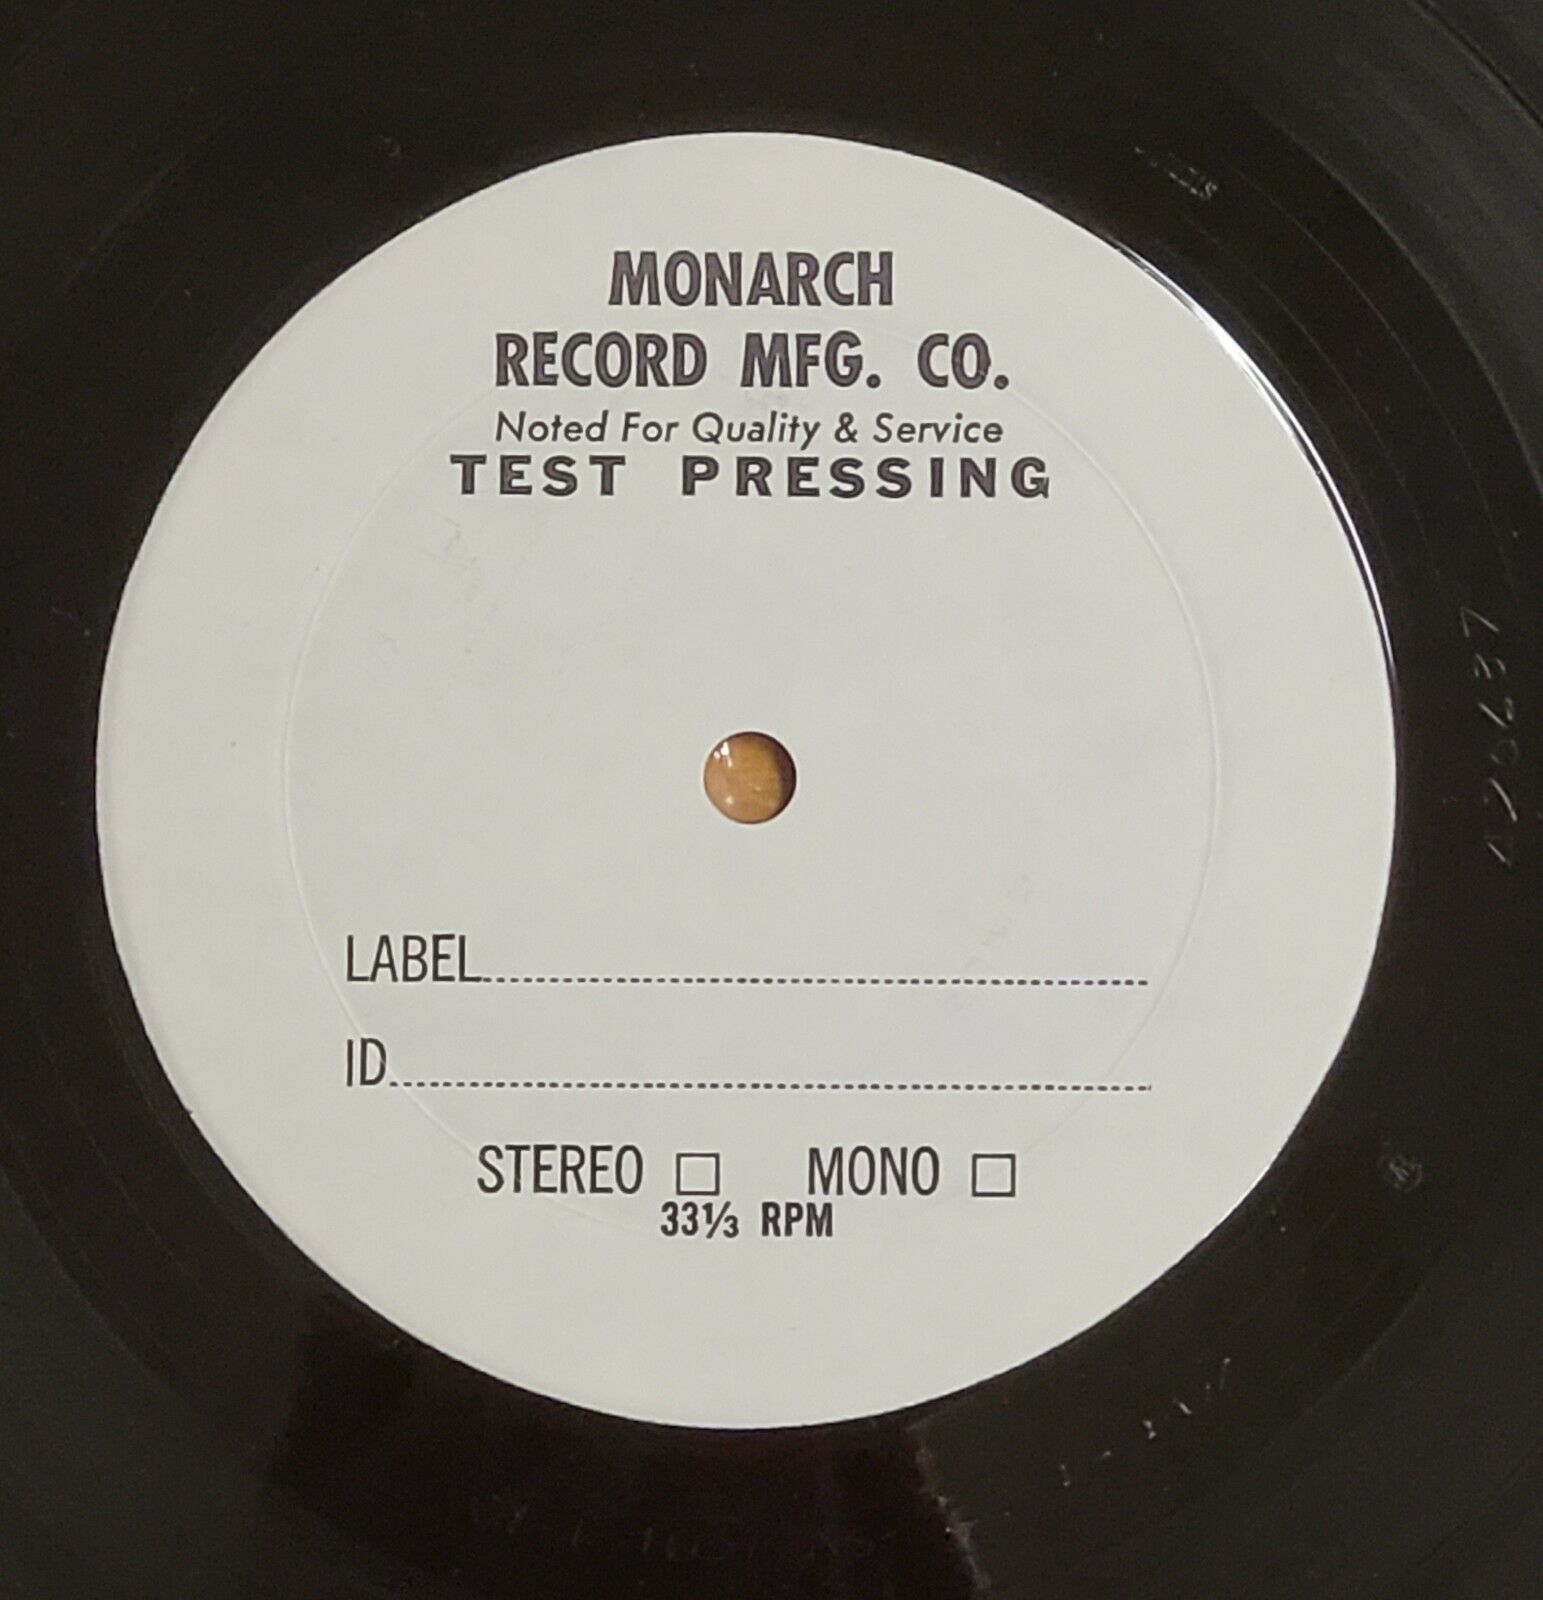 MONARCH
RECORD MFG. CO.
Noted For Quality & Service
TEST PRESSING
LABEL
ID
STEREO □ MONO □
33⅓ RPM